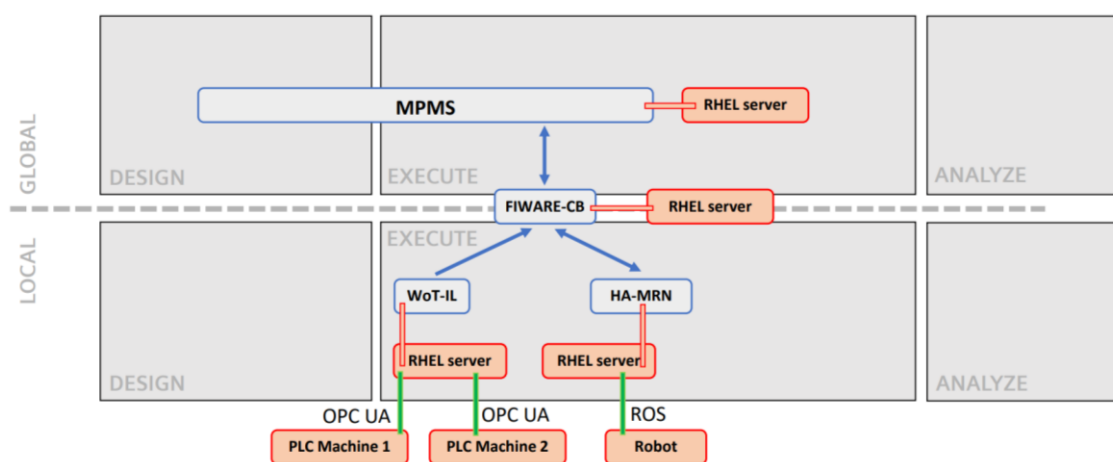 GLOBAL
MPMS
RHEL server
DESIGN
EXECUTE
ANALYZE
FIWARE-CB
RHEL server
LOCAL
EXECUTE
WoT-IL
HA-MRN
RHEL server
RHEL server
DESIGN
ANALYZE
OPC UA
OPC UA
ROS
PLC Machine 1
PLC Machine 2
Robot